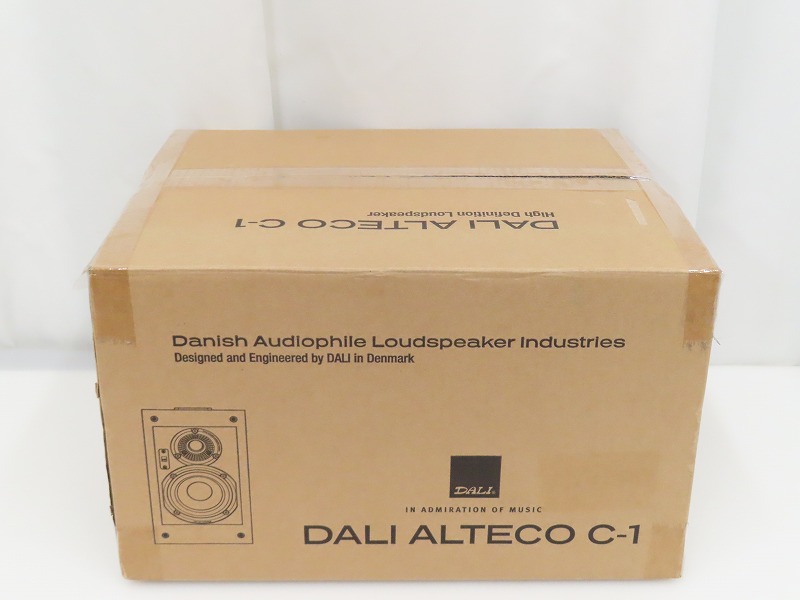 DALI ALTECO C-1
High Definition Loudspeaker
Danish Audiophile Loudspeaker Industries
Designed and Engineered by DALI in Denmark
DALI
IN ADMIRATION OF MUSIC
DALI ALTECO C-1